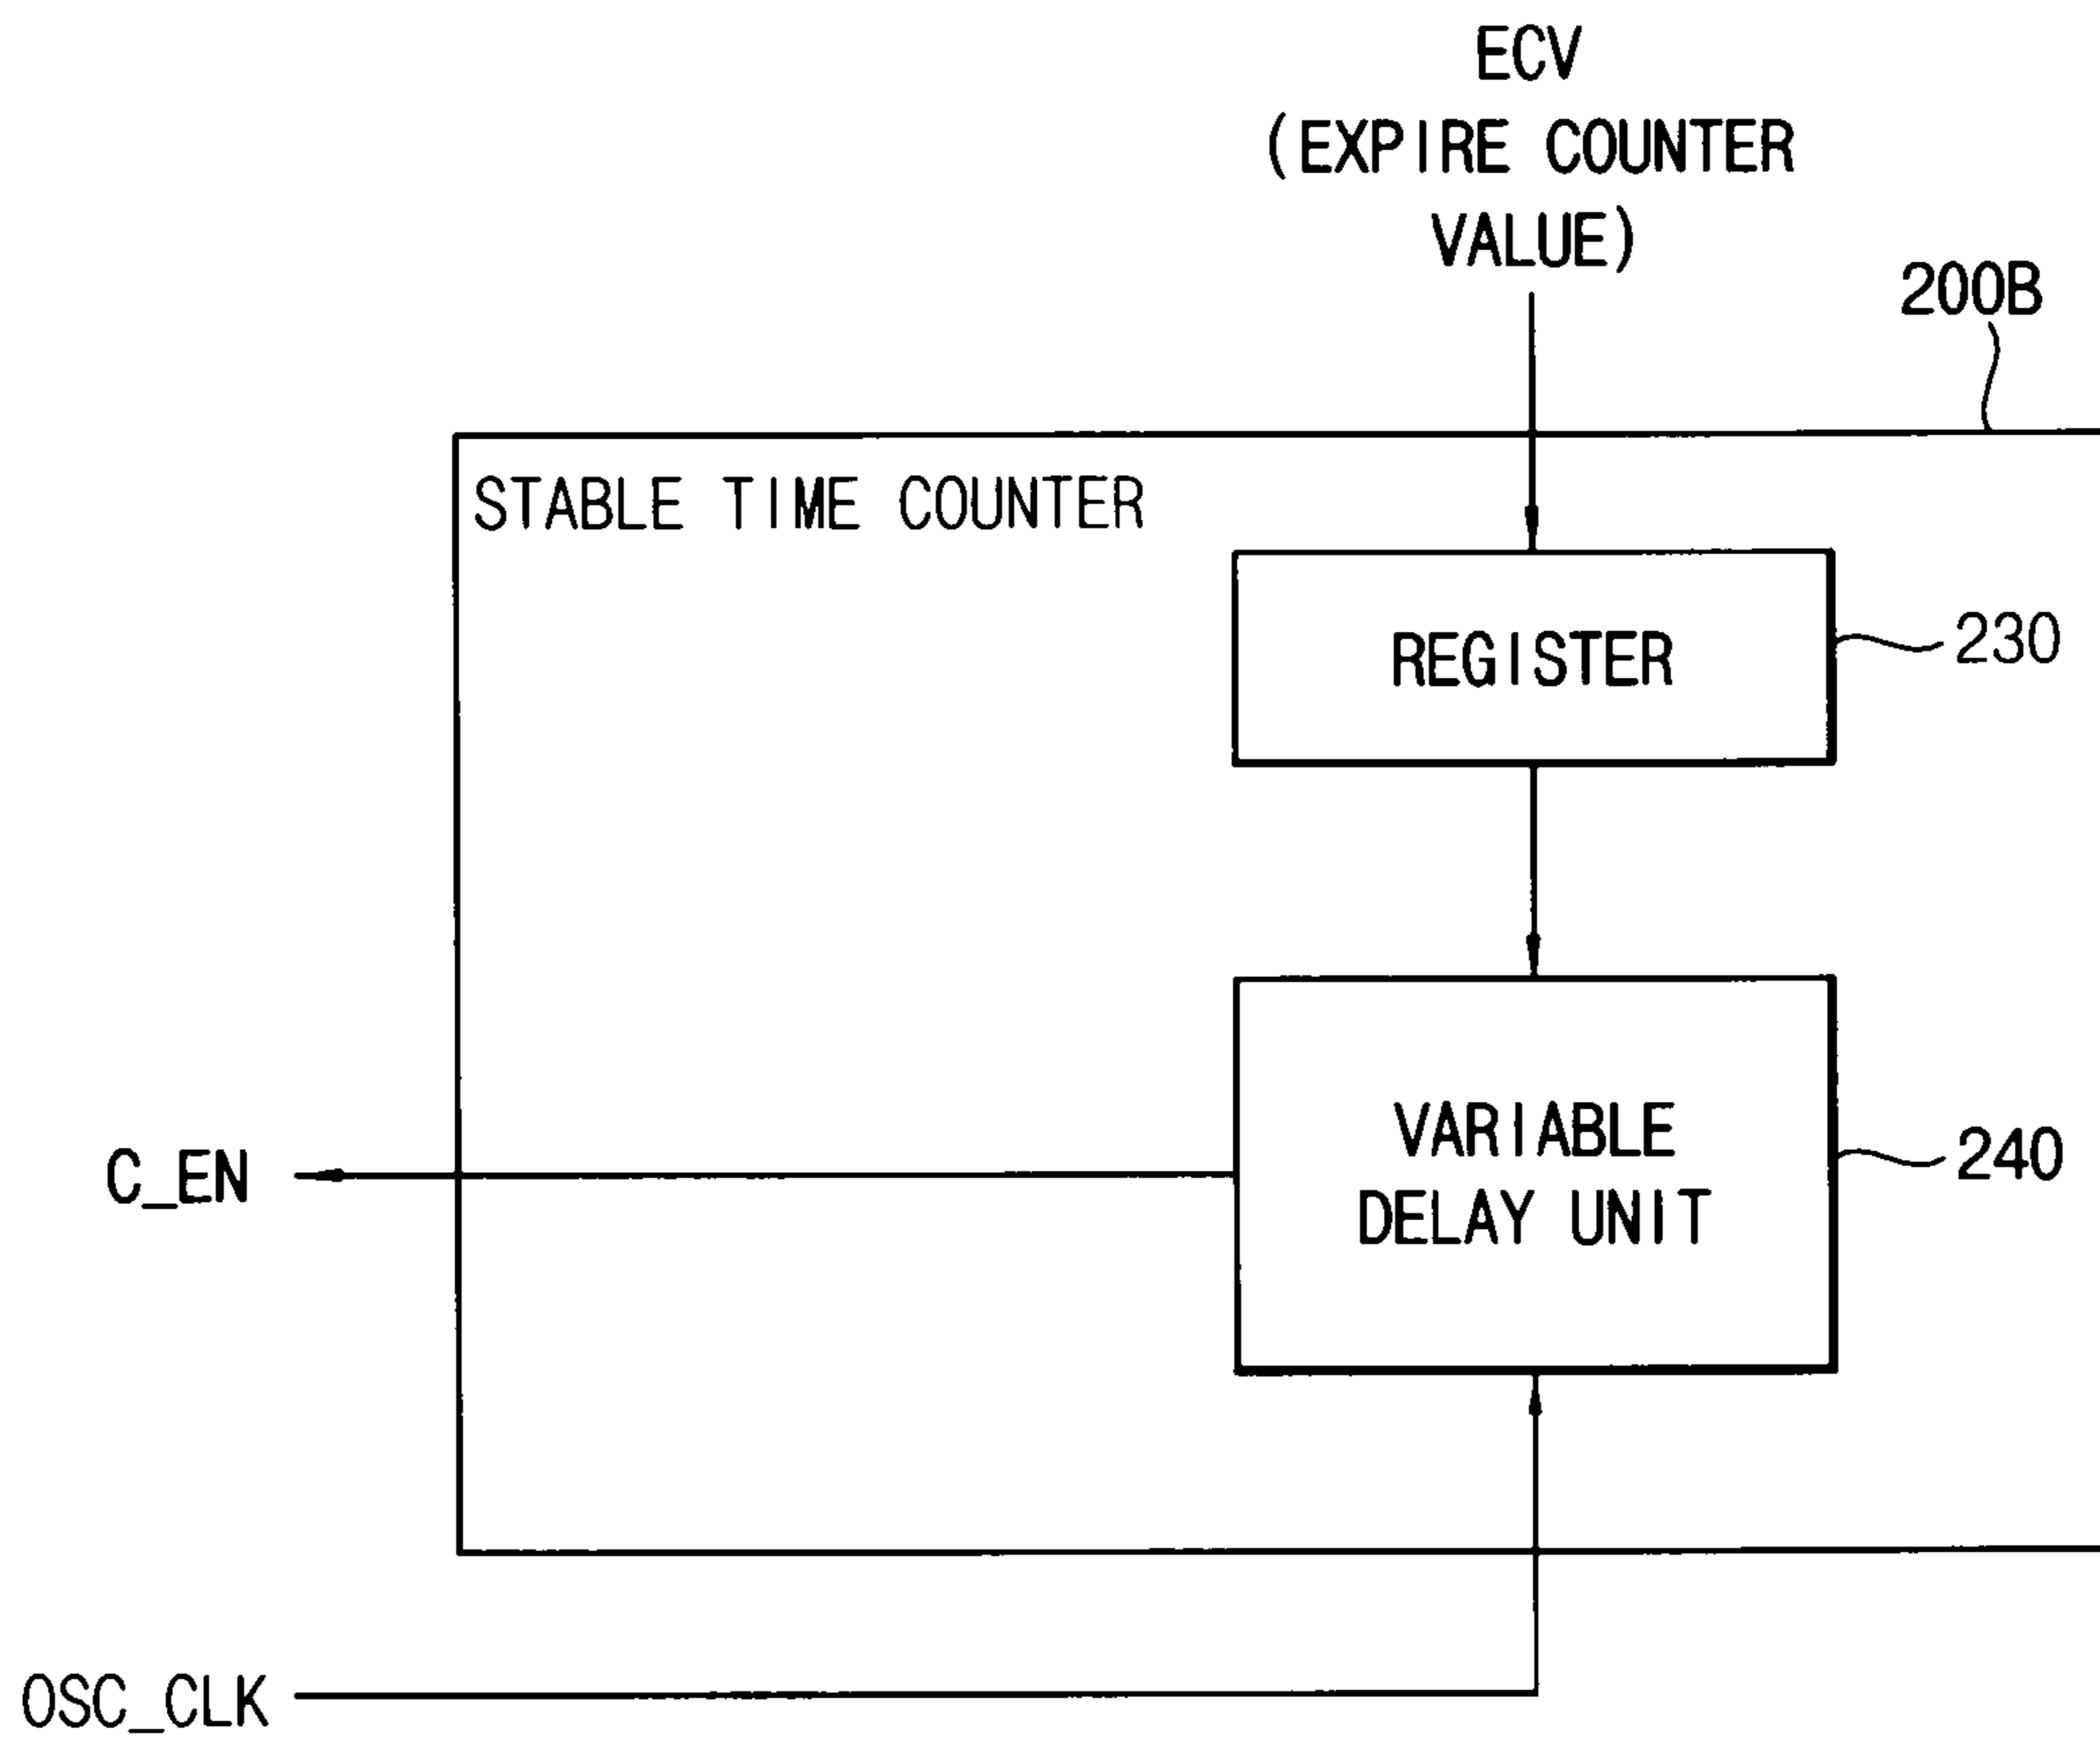 ECV
(EXPIRE COUNTER
VALUE)
200B
STABLE TIME COUNTER
REGISTER
230
VARIABLE
DELAY UNIT
240
C_EN
OSC_CLK